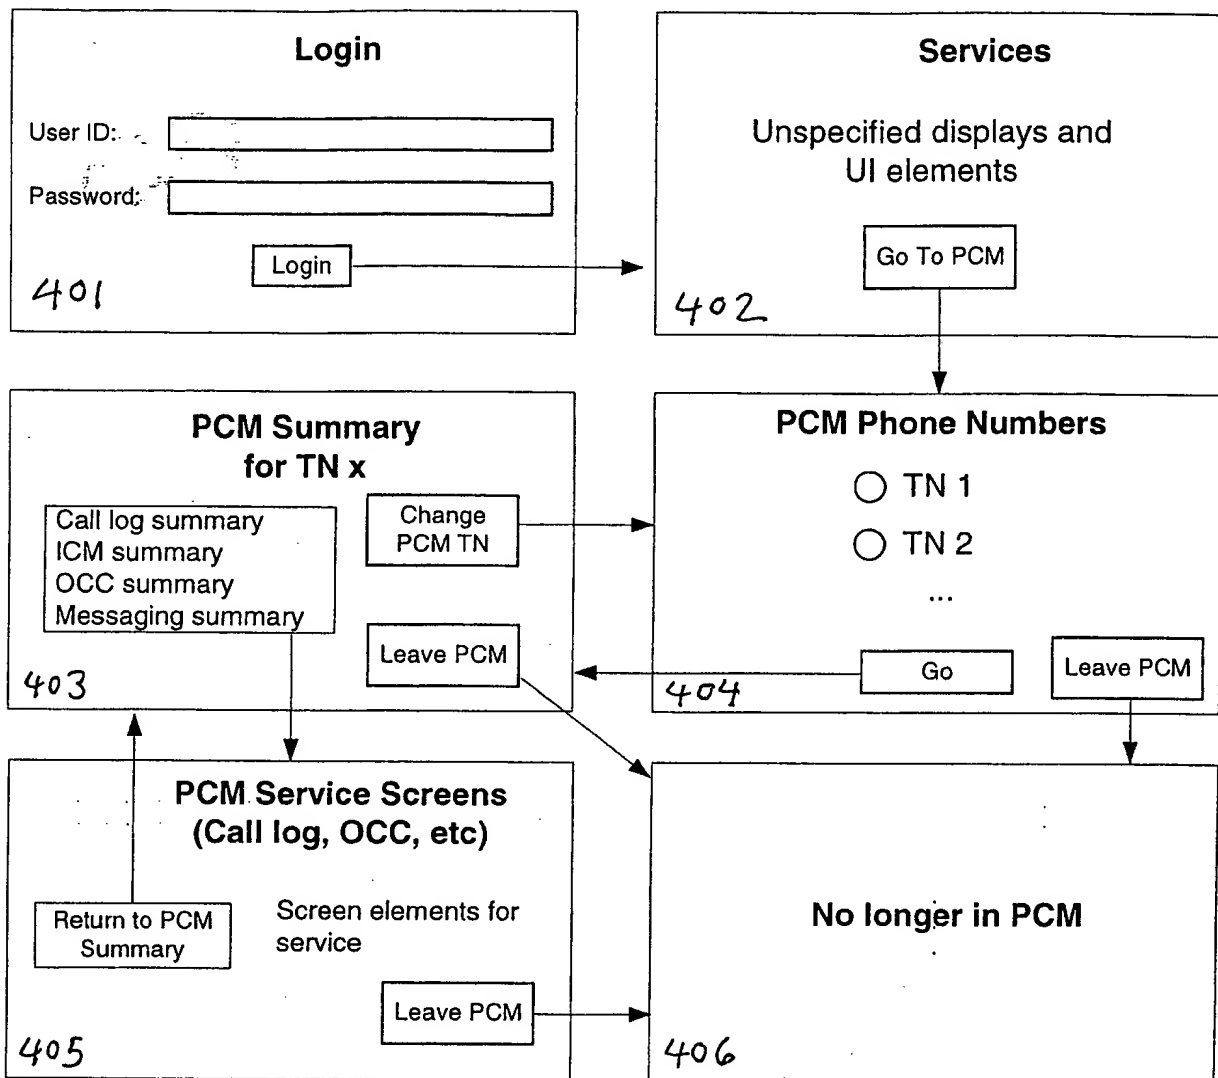 Login
User ID:
Password:
Login
401
Services
Unspecified displays and
UI elements
Go To PCM
402
PCM Summary
for TN x
Call log summary
ICM summary
OCC summary
Messaging summary
Change
PCM TN
Leave PCM
403
PCM Phone Numbers
TN 1
TN 2
...
Go
Leave PCM
404
PCM Service Screens
(Call log, OCC, etc)
Return to PCM
Summary
Screen elements for
service
Leave PCM
405
No longer in PCM
406